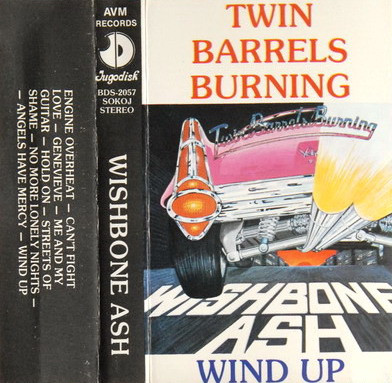 ENGINE OVERHEAT – CAN'T FIGHT
LOVE – GENEVIEVE – ME AND MY
GUITAR – HOLD ON – STREETS OF
SHAME – NO MORE LONELY NIGHTS –
– ANGELS HAVE MERCY – WIND UP
AVM
RECORDS
Jugodisk
BDS-2057
SOKOJ
STEREO
WISHBONE ASH
TWIN
BARRELS
BURNING
Twin Barrels Burning
WISHBONE
ASH
WIND UP